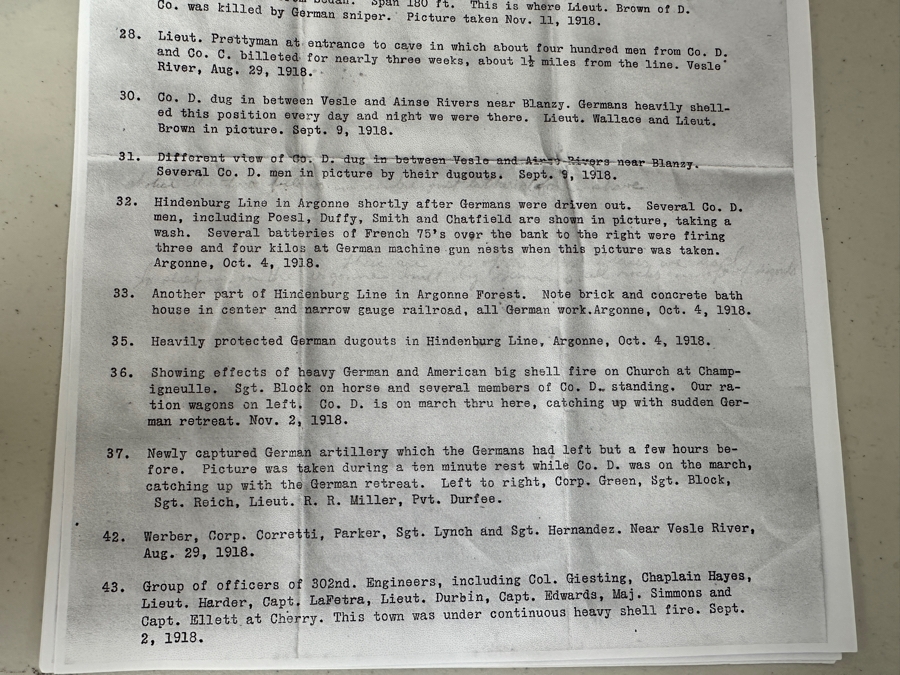 Span 180 ft. This is where Lieut. Brown of D.
Co. was killed by German sniper. Picture taken Nov. 11, 1918.
28. Lieut. Prettyman at entrance to cave in which about four hundred men from Co. D.
and Co. C. billeted for nearly three weeks, about 1½ miles from the line. Vesle
River, Aug. 29, 1918.
30. Co. D. dug in between Vesle and Ainse Rivers near Blanzy. Germans heavily shell-
ed this position every day and night we were there. Lieut. Wallace and Lieut.
Brown in picture. Sept. 9, 1918.
31. Different view of Co. D. dug in between Vesle and Ainse Rivers near Blanzy.
Several Co. D. men in picture by their dugouts. Sept. 9, 1918.
32. Hindenburg Line in Argonne shortly after Germans were driven out. Several Co. D.
men, including Poesl, Duffy, Smith and Chatfield are shown in picture, taking a
wash. Several batteries of French 75's over the bank to the right were firing
three and four kilos at German machine gun nests when this picture was taken.
Argonne, Oct. 4, 1918.
33. Another part of Hindenburg Line in Argonne Forest. Note brick and concrete bath
house in center and narrow gauge railroad, all German work.Argonne, Oct. 4, 1918.
35. Heavily protected German dugouts in Hindenburg Line, Argonne, Oct. 4, 1918.
36. Showing effects of heavy German and American big shell fire on Church at Champ-
igneulle. Sgt. Block on horse and several members of Co. D. standing. Our ra-
tion wagons on left. Co. D. is on march thru here, catching up with sudden Ger-
man retreat. Nov. 2, 1918.
37. Newly captured German artillery which the Germans had left but a few hours be-
fore. Picture was taken during a ten minute rest while Co. D. was on the march,
catching up with the German retreat. Left to right, Corp. Green, Sgt. Block,
Sgt. Reich, Lieut. R. R. Miller, Pvt. Durfee.
42. Werber, Corp. Corretti, Parker, Sgt. Lynch and Sgt. Hernandez. Near Vesle River,
Aug. 29, 1918.
43. Group of officers of 302nd. Engineers, including Col. Giesting, Chaplain Hayes,
Lieut. Harder, Capt. LaFetra, Lieut. Durbin, Capt. Edwards, Maj. Simmons and
Capt. Ellett at Cherry. This town was under continuous heavy shell fire. Sept.
2, 1918.